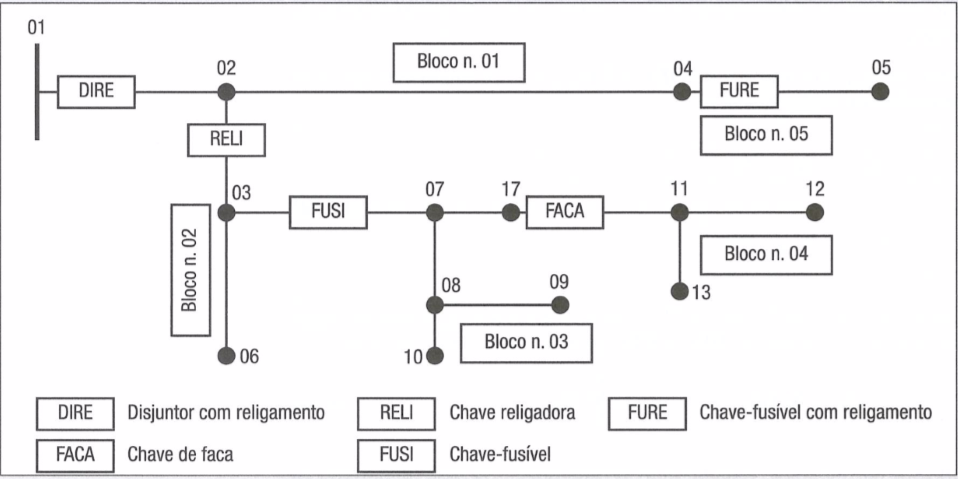 01
DIRE
02
Bloco n. 01
04
FURE
05
Bloco n. 05
RELI
03
FUSI
07
17
FACA
11
12
Bloco n. 02
Bloco n. 04
08
09
13
Bloco n. 03
06
10
DIRE Disjuntor com religamento
RELI Chave religadora
FURE Chave-fusível com religamento
FACA Chave de faca
FUSI Chave-fusível